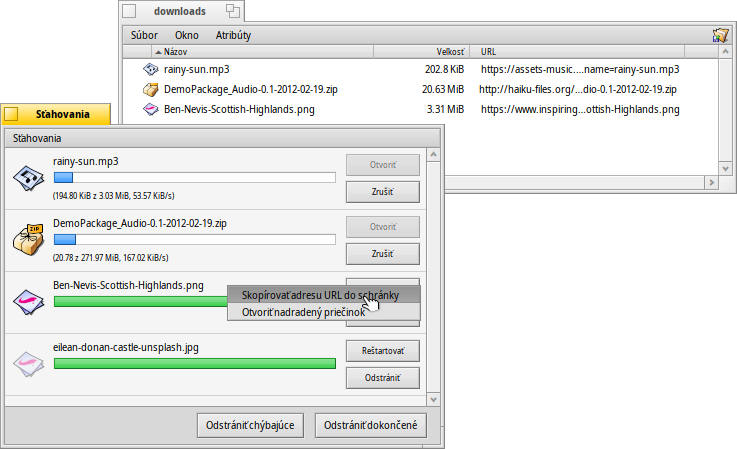 downloads
Súbor Okno Atribúty
Názov Veľkosť URL
rainy-sun.mp3 202.8 KiB https://assets-music....name=rainy-sun.mp3
DemoPackage_Audio-0.1-2012-02-19.zip 20.63 MiB http://haiku-files.org/...dio-0.1-2012-02-19.zip
Ben-Nevis-Scottish-Highlands.png 3.31 MiB https://www.inspiring...ottish-Highlands.png
Sťahovania
Sťahovania
rainy-sun.mp3
Otvoriť
Zrušiť
(194.80 KiB z 3.03 MiB, 53.57 KiB/s)
DemoPackage_Audio-0.1-2012-02-19.zip
ZIP
Otvoriť
Zrušiť
(20.78 z 271.97 MiB, 167.02 KiB/s)
Ben-Nevis-Scottish-Highlands.png
Skopírovať adresu URL do schránky
Otvoriť nadradený priečinok
eilean-donan-castle-unsplash.jpg
Reštartovať
Odstrániť
Odstrániť chýbajúce Odstrániť dokončené